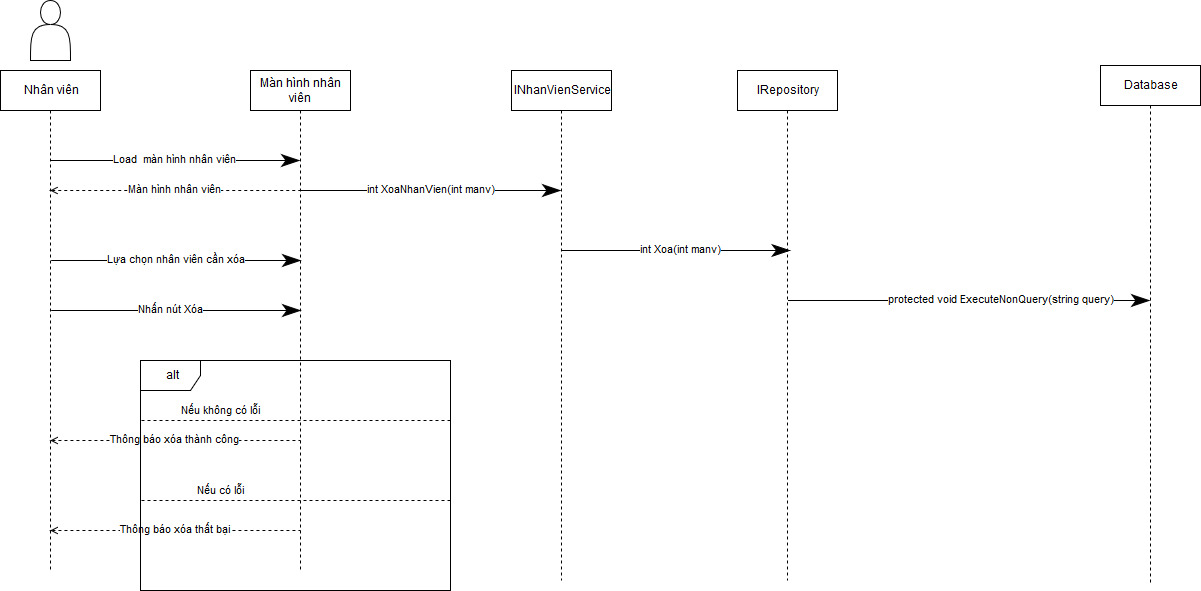 Nhân viên
Màn hình nhân
viên
INhanVienService
IRepository
Database
Load màn hình nhân viên
Màn hình nhân viên
int XoaNhanVien(int manv)
int Xoa(int manv)
Lựa chọn nhân viên cần xóa
protected void ExecuteNonQuery(string query)
Nhấn nút Xóa
alt
Nếu không có lỗi
Thông báo xóa thành công
Nếu có lỗi
Thông báo xóa thất bại